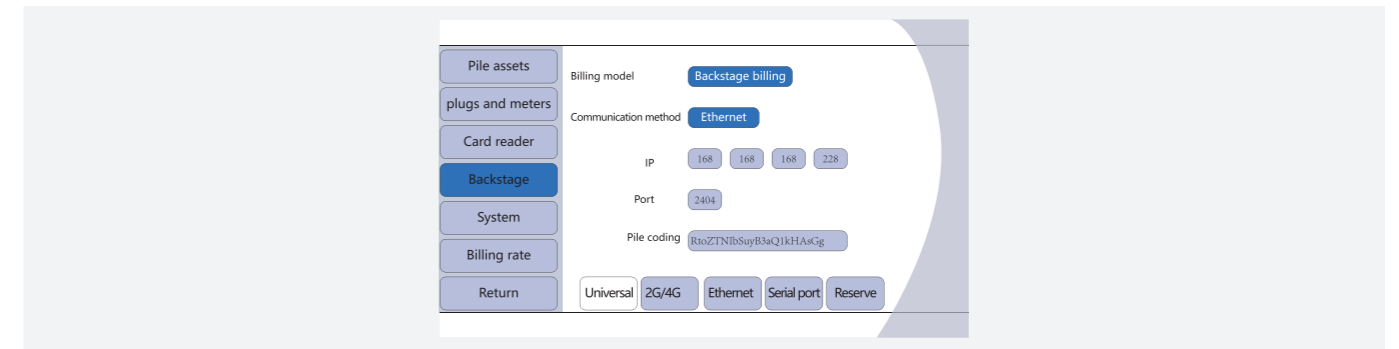 Pile assets
plugs and meters
Card reader
Backstage
System
Billing rate
Return
Billing model Backstage billing
Communication method Ethernet
IP 168 168 168 228
Port 2404
Pile coding RtoZTNIbSuyB3aQ1kHAsGg
Universal 2G/4G Ethernet Serial port Reserve